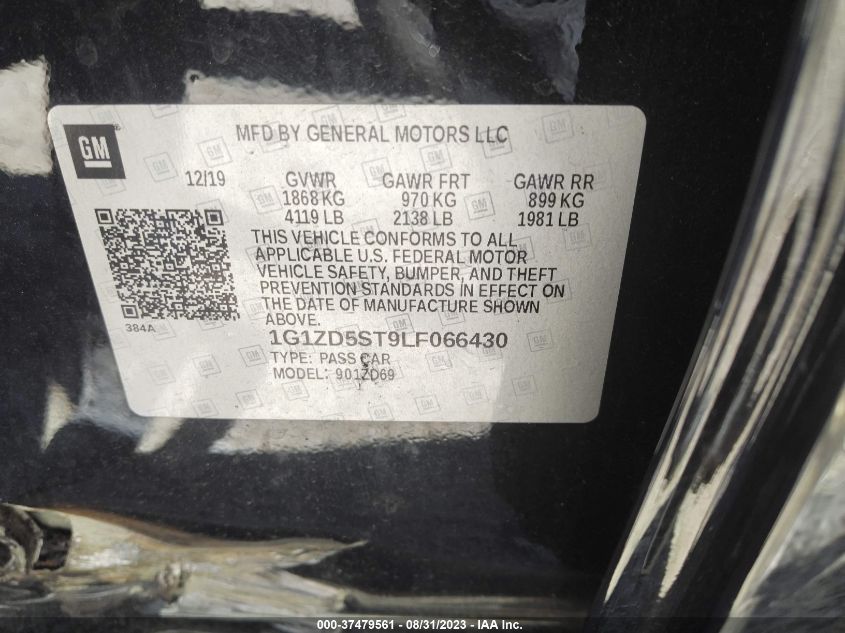 GM
MFD BY GENERAL MOTORS LLC
12/19 GVWR GAWR FRT GAWR RR
1868 KG 970 KG 899 KG
4119 LB 2138 LB 1981 LB
THIS VEHICLE CONFORMS TO ALL
APPLICABLE U.S. FEDERAL MOTOR
VEHICLE SAFETY, BUMPER, AND THEFT
PREVENTION STANDARDS IN EFFECT ON
THE DATE OF MANUFACTURE SHOWN
ABOVE.
384A
1G1ZD5ST9LF066430
TYPE: PASS CAR
MODEL: 901ZD69
000-37479561 - 08/31/2023 - IAA Inc.